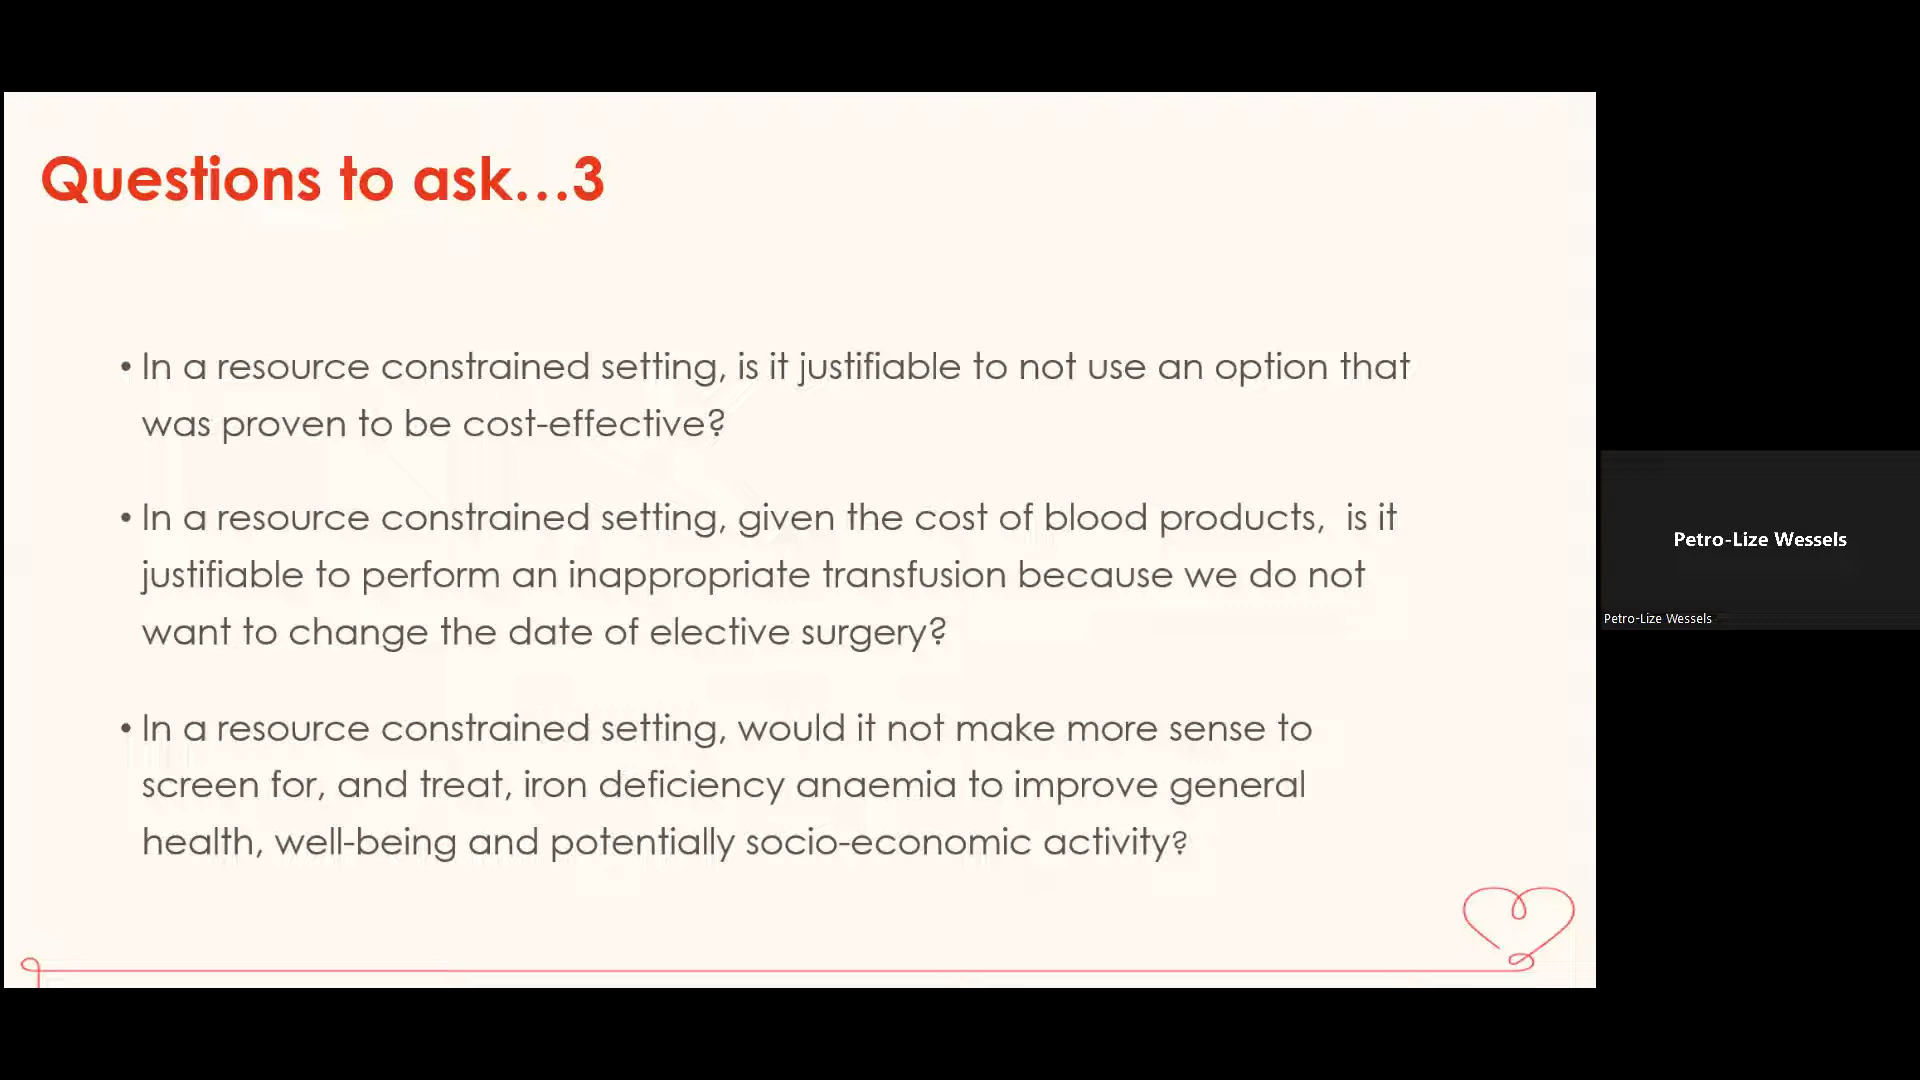 Questions to ask...3
• In a resource constrained setting, is it justifiable to not use an option that
was proven to be cost-effective?
• In a resource constrained setting, given the cost of blood products,  is it
justifiable to perform an inappropriate transfusion because we do not
want to change the date of elective surgery?
• In a resource constrained setting, would it not make more sense to
screen for, and treat, iron deficiency anaemia to improve general
health, well-being and potentially socio-economic activity?
Petro-Lize Wessels
Petro-Lize Wessels